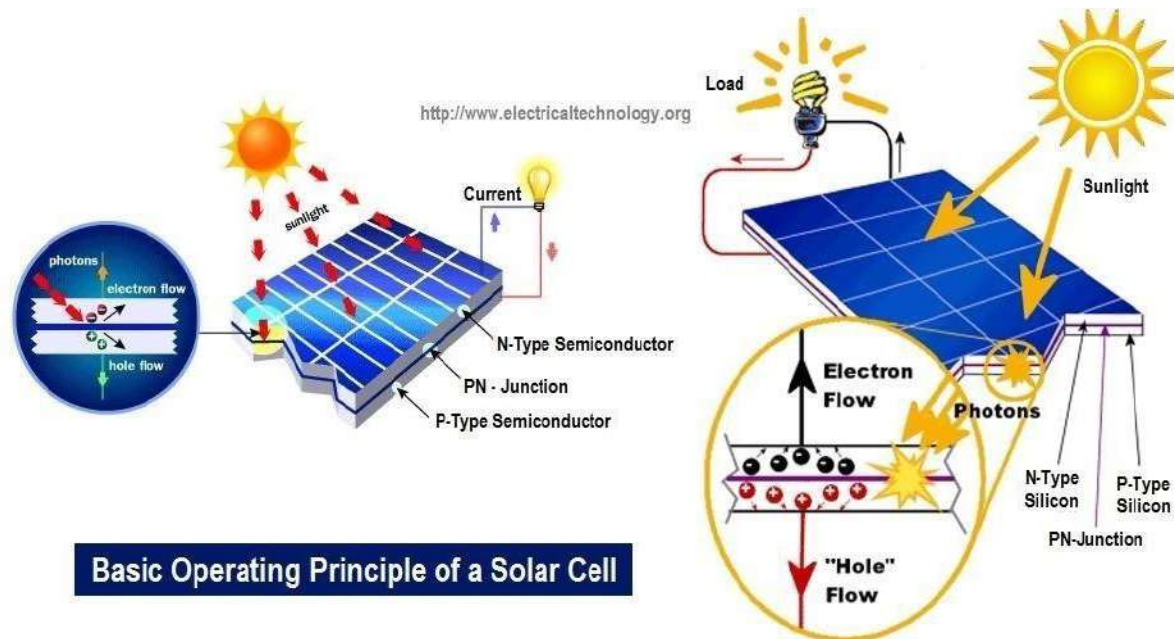 http://www.electricaltechnology.org
sunlight
Current
photons
electron flow
hole flow
N-Type Semiconductor
PN - Junction
P-Type Semiconductor
Basic Operating Principle of a Solar Cell
Load
Sunlight
Electron
Flow
Photons
"Hole"
Flow
N-Type
Silicon
P-Type
Silicon
PN-Junction